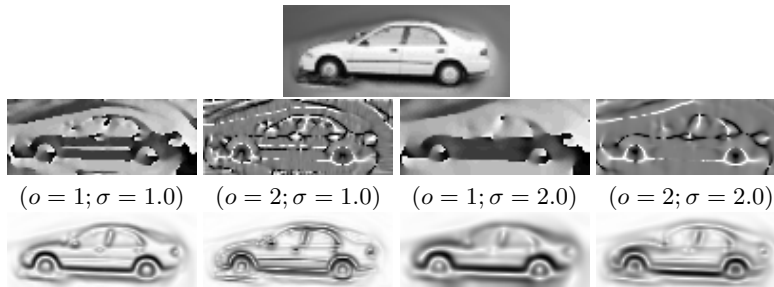 (o = 1; σ = 1.0) (o = 2; σ = 1.0) (o = 1; σ = 2.0) (o = 2; σ = 2.0)